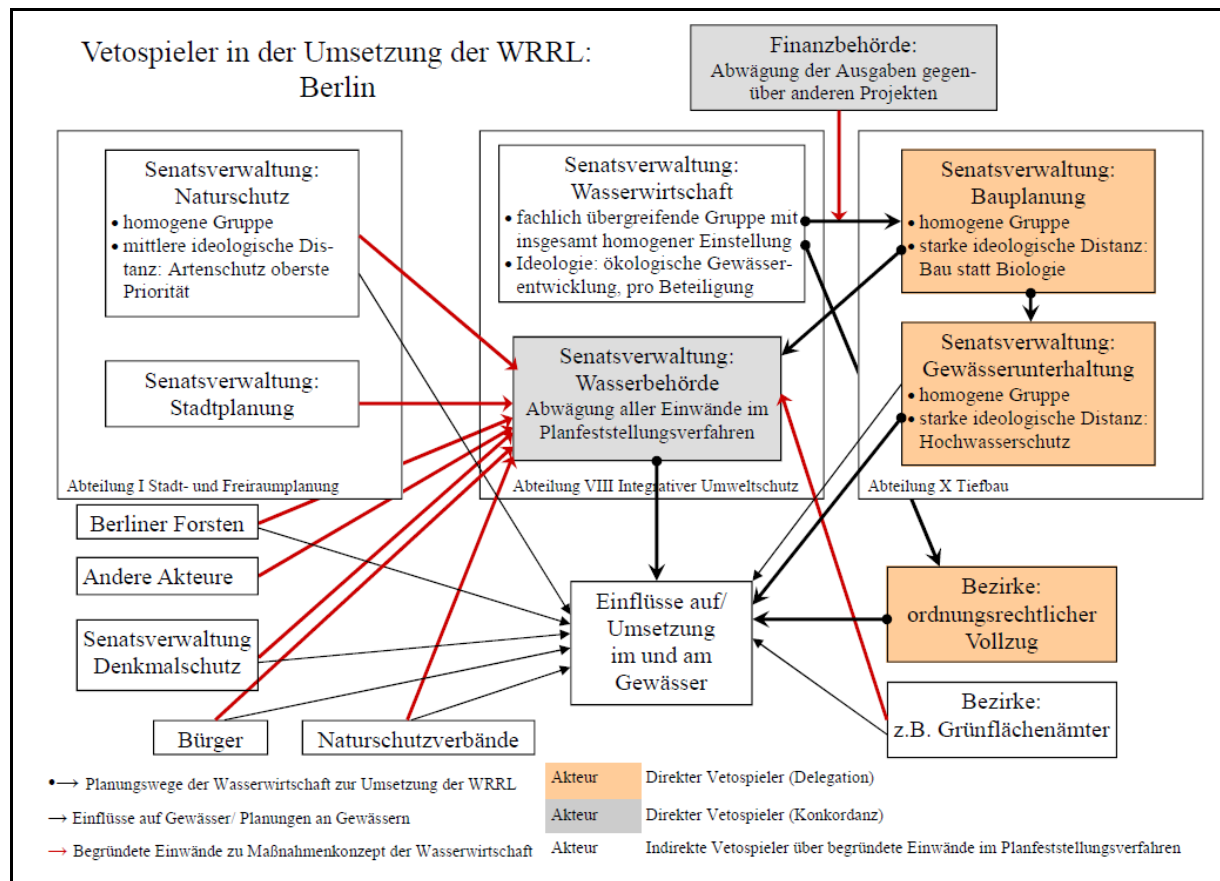 Vetospieler in der Umsetzung der WRRL:
Berlin
Finanzbehörde:
Abwägung der Ausgaben gegen-
über anderen Projekten
Senatsverwaltung:
Naturschutz
• homogene Gruppe
• mittlere ideologische Dis-
tanz: Artenschutz oberste
Priorität
Senatsverwaltung:
Stadtplanung
Abteilung I Stadt- und Freiraumplanung
Senatsverwaltung:
Wasserwirtschaft
• fachlich übergreifende Gruppe mit
insgesamt homogener Einstellung
• Ideologie: ökologische Gewässer-
entwicklung, pro Beteiligung
Senatsverwaltung:
Wasserbehörde
Abwägung aller Einwände im
Planfeststellungsverfahren
Abteilung VIII Integrativer Umweltschutz
Senatsverwaltung:
Bauplanung
• homogene Gruppe
• starke ideologische Distanz:
Bau statt Biologie
Senatsverwaltung:
Gewässerunterhaltung
• homogene Gruppe
• starke ideologische Distanz:
Hochwasserschutz
Abteilung X Tiefbau
Berliner Forsten
Andere Akteure
Senatsverwaltung
Denkmalschutz
Bürger
Naturschutzverbände
Einflüsse auf/
Umsetzung
im und am
Gewässer
Bezirke:
ordnungsrechtlicher
Vollzug
Bezirke:
z.B. Grünflächenämter
•→ Planungswege der Wasserwirtschaft zur Umsetzung der WRRL
→ Einflüsse auf Gewässer/ Planungen an Gewässern
→ Begründete Einwände zu Maßnahmenkonzept der Wasserwirtschaft
Akteur Direkter Vetospieler (Delegation)
Akteur Direkter Vetospieler (Konkordanz)
Akteur Indirekte Vetospieler über begründete Einwände im Planfeststellungsverfahren